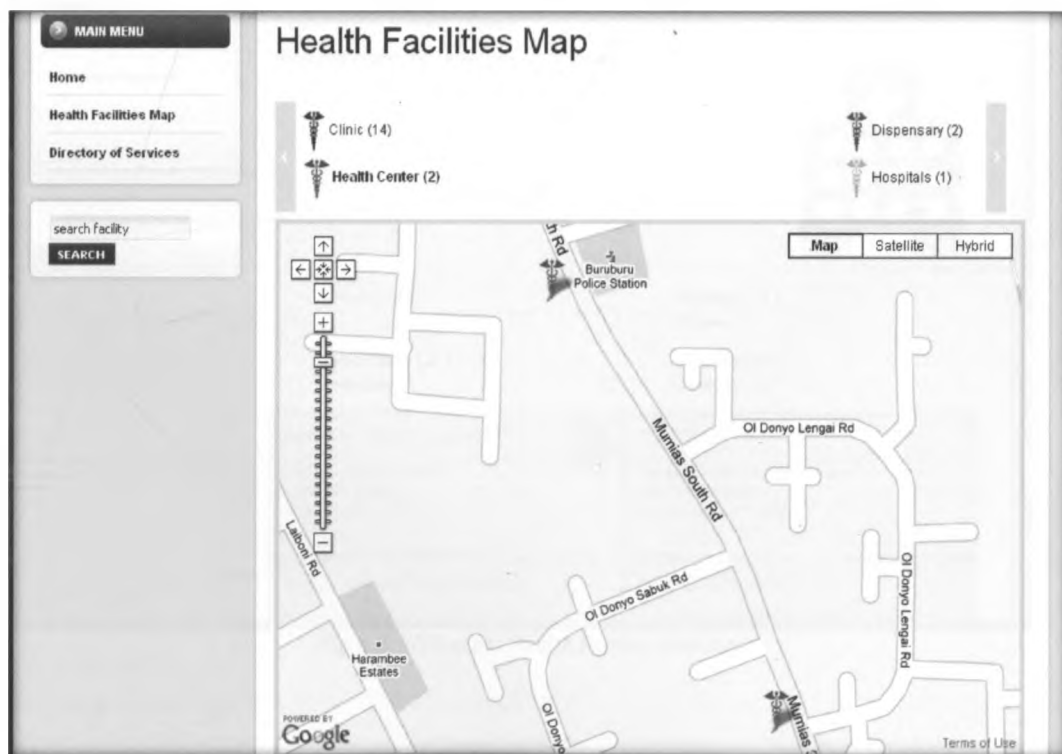 MAIN MENU
Home
Health Facilities Map
Directory of Services
search facility
SEARCH
Health Facilities Map
Clinic (14)
Dispensary (2)
Health Center (2)
Hospitals (1)
Map
Satellite
Hybrid
h Rd
Buruburu
Police Station
Ol Donyo Lengai Rd
Mumias South Rd
Laiboni Rd
Ol Donyo Sabuk Rd
Ol Donyo Lengai Rd
Harambee
Estates
Ol Donyo
Mumias S
POWERED BY
Google
Terms of Use